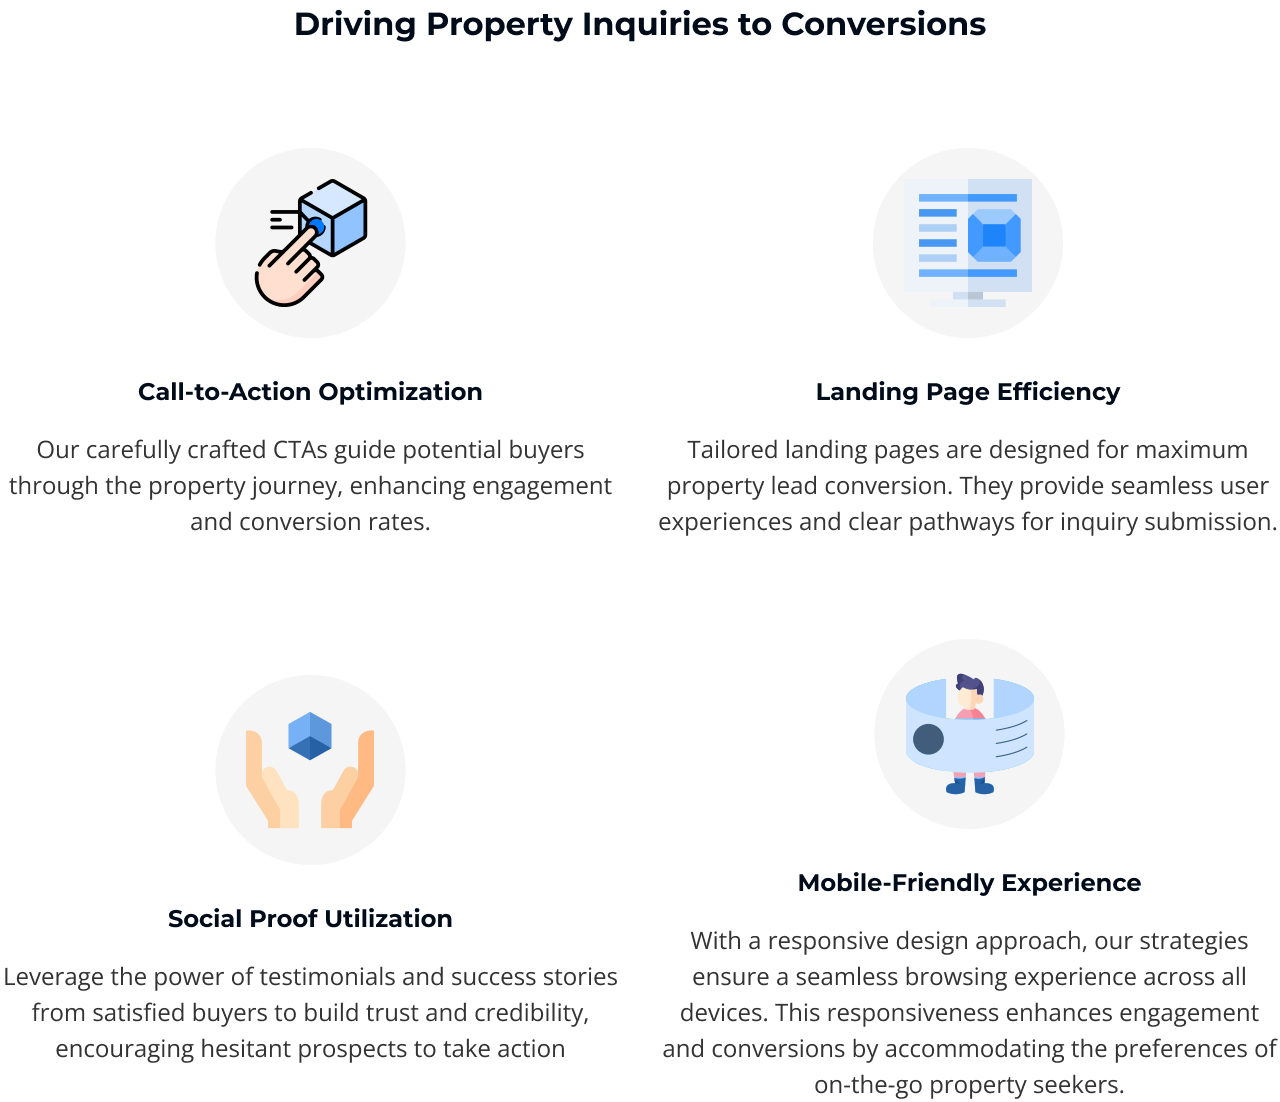 Driving Property Inquiries to Conversions
Call-to-Action Optimization
Our carefully crafted CTAs guide potential buyers
through the property journey, enhancing engagement
and conversion rates.
Landing Page Efficiency
Tailored landing pages are designed for maximum
property lead conversion. They provide seamless user
experiences and clear pathways for inquiry submission.
Social Proof Utilization
Leverage the power of testimonials and success stories
from satisfied buyers to build trust and credibility,
encouraging hesitant prospects to take action
Mobile-Friendly Experience
With a responsive design approach, our strategies
ensure a seamless browsing experience across all
devices. This responsiveness enhances engagement
and conversions by accommodating the preferences of
on-the-go property seekers.